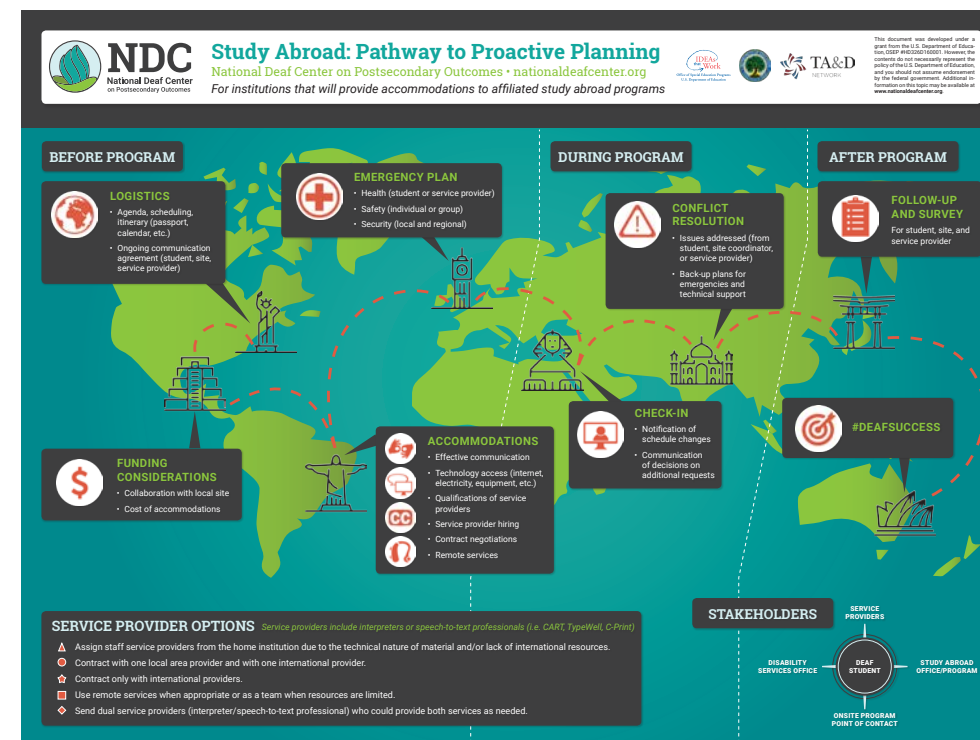 NDC
National Deaf Center
on Postsecondary Outcomes
Study Abroad: Pathway to Proactive Planning
National Deaf Center on Postsecondary Outcomes • nationaldeafcenter.org
For institutions that will provide accommodations to affiliated study abroad programs
IDEAs
that
Work
Office of Special Education Programs
U.S. Department of Education
TA&D
NETWORK
This document was developed under a
grant from the U.S. Department of Educa-
tion, OSEP #HD326D160001. However, the
contents do not necessarily represent the
policy of the U.S. Department of Education,
and you should not assume endorsement
by the federal government. Additional in-
formation on this topic may be available at
www.nationaldeafcenter.org.
BEFORE PROGRAM
LOGISTICS
• Agenda, scheduling,
itinerary (passport,
calendar, etc.)
• Ongoing communication
agreement (student, site,
service provider)
EMERGENCY PLAN
• Health (student or service provider)
• Safety (individual or group)
• Security (local and regional)
FUNDING
CONSIDERATIONS
• Collaboration with local site
• Cost of accommodations
$
CC
ACCOMMODATIONS
• Effective communication
• Technology access (internet,
electricity, equipment, etc.)
• Qualifications of service
providers
• Service provider hiring
• Contract negotiations
• Remote services
DURING PROGRAM
CONFLICT
RESOLUTION
• Issues addressed (from
student, site coordinator,
or service provider)
• Back-up plans for
emergencies and
technical support
CHECK-IN
• Notification of
schedule changes
• Communication
of decisions on
additional requests
AFTER PROGRAM
FOLLOW-UP
AND SURVEY
For student, site, and
service provider
#DEAFSUCCESS
SERVICE PROVIDER OPTIONS Service providers include interpreters or speech-to-text professionals (i.e. CART, TypeWell, C-Print)
Assign staff service providers from the home institution due to the technical nature of material and/or lack of international resources.
Contract with one local area provider and with one international provider.
Contract only with international providers.
Use remote services when appropriate or as a team when resources are limited.
Send dual service providers (interpreter/speech-to-text professional) who could provide both services as needed.
STAKEHOLDERS
SERVICE
PROVIDERS
DISABILITY
SERVICES OFFICE
DEAF
STUDENT
STUDY ABROAD
OFFICE/PROGRAM
ONSITE PROGRAM
POINT OF CONTACT